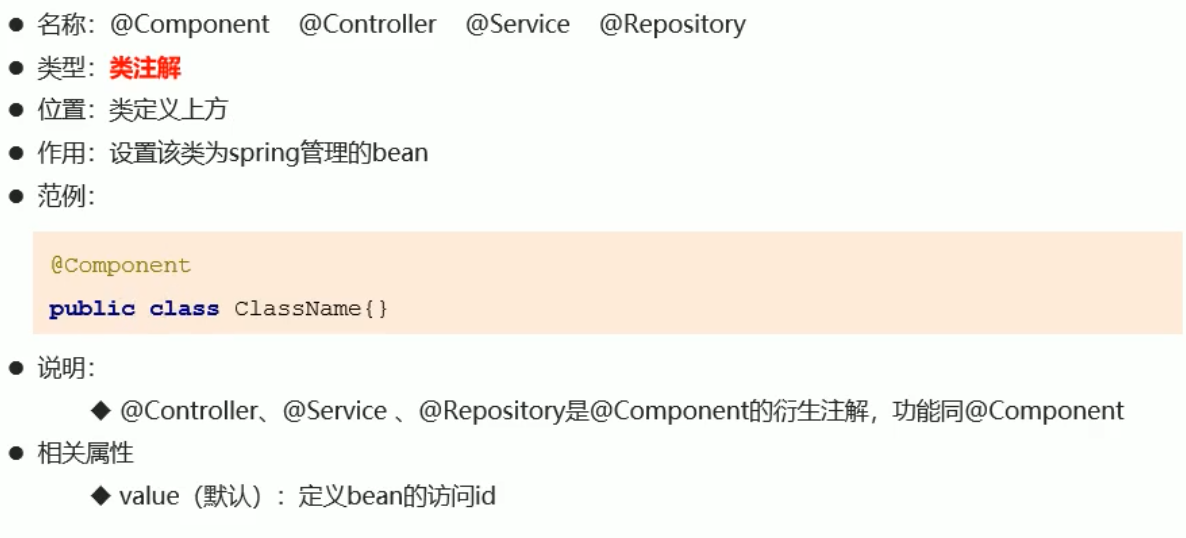 ● 名称：@Component @Controller @Service @Repository
● 类型：类注解
● 位置：类定义上方
● 作用：设置该类为spring管理的bean
● 范例：
@Component
public class ClassName{}
● 说明：
◆ @Controller、@Service 、@Repository是@Component的衍生注解，功能同@Component
● 相关属性
◆ value（默认）：定义bean的访问id